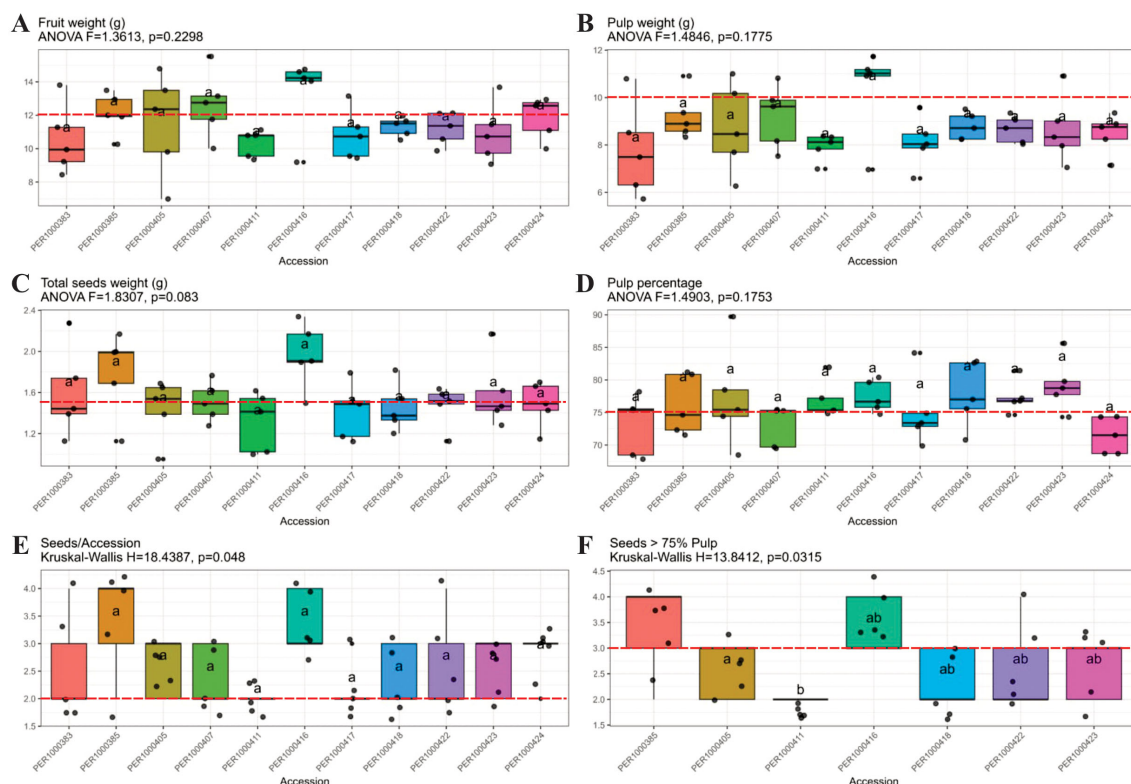 A
Fruit weight (g)
ANOVA F=1.3613, p=0.2298
14
12
10
8
a a a a a a a a a a a
PER1000383 PER1000385 PER1000405 PER1000407 PER1000411 PER1000416 PER1000417 PER1000418 PER1000422 PER1000423 PER1000424
Accession
B
Pulp weight (g)
ANOVA F=1.4846, p=0.1775
12
10
8
6
a a a a a a a a a a a
PER1000383 PER1000385 PER1000405 PER1000407 PER1000411 PER1000416 PER1000417 PER1000418 PER1000422 PER1000423 PER1000424
Accession
C
Total seeds weight (g)
ANOVA F=1.8307, p=0.083
2.4
2.0
1.6
1.2
a a a a a a a a a a a
PER1000383 PER1000385 PER1000405 PER1000407 PER1000411 PER1000416 PER1000417 PER1000418 PER1000422 PER1000423 PER1000424
Accession
D
Pulp percentage
ANOVA F=1.4903, p=0.1753
90
85
80
75
70
a a a a a a a a a a a
PER1000383 PER1000385 PER1000405 PER1000407 PER1000411 PER1000416 PER1000417 PER1000418 PER1000422 PER1000423 PER1000424
Accession
E
Seeds/Accession
Kruskal-Wallis H=18.4387, p=0.048
4.0
3.5
3.0
2.5
2.0
1.5
a a a a a a a a a a a
PER1000383 PER1000385 PER1000405 PER1000407 PER1000411 PER1000416 PER1000417 PER1000418 PER1000422 PER1000423 PER1000424
Accession
F
Seeds > 75% Pulp
Kruskal-Wallis H=13.8412, p=0.0315
4.5
4.0
3.5
3.0
2.5
2.0
1.5
a a b ab ab ab ab
PER1000385 PER1000405 PER1000411 PER1000416 PER1000418 PER1000422 PER1000423
Accession